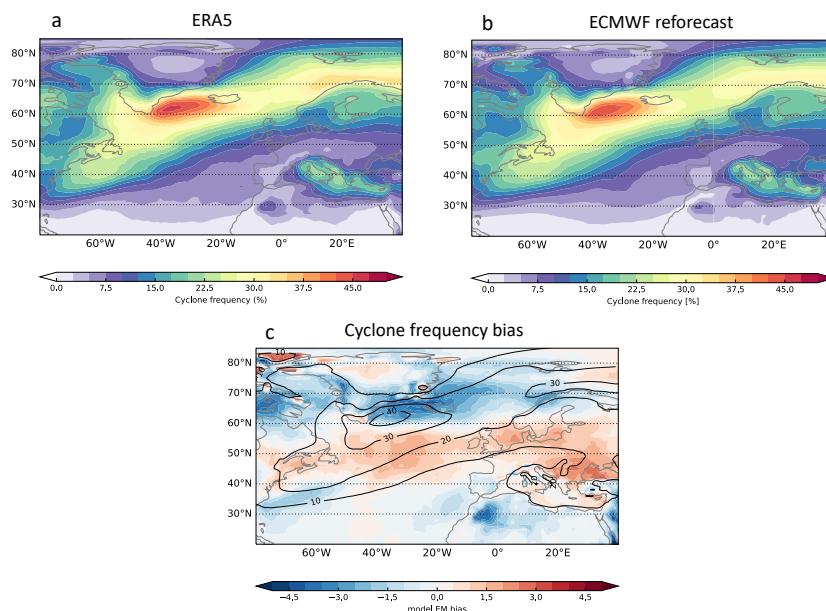 a
ERA5
80°N
70°N
60°N
50°N
40°N
30°N
60°W 40°W 20°W 0° 20°E
0.0 7.5 15.0 22.5 30.0 37.5 45.0
Cyclone frequency (%)
b
ECMWF reforecast
80°N
70°N
60°N
50°N
40°N
30°N
60°W 40°W 20°W 0° 20°E
0.0 7.5 15.0 22.5 30.0 37.5 45.0
Cyclone frequency [%]
c
Cyclone frequency bias
80°N
70°N
60°N
50°N
40°N
30°N
10
30
40
30
20
10
20
20
60°W 40°W 20°W 0° 20°E
−4.5 −3.0 −1.5 0.0 1.5 3.0 4.5
model EM bias